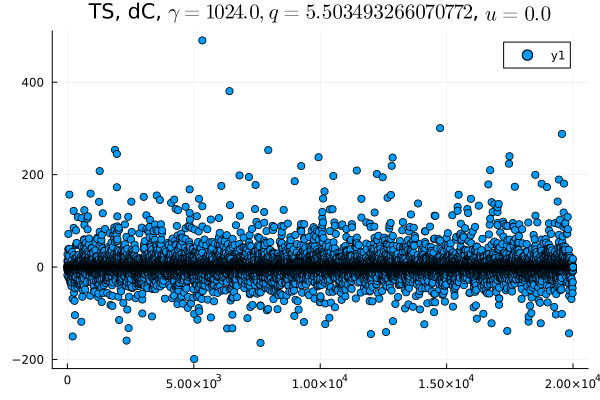 TS, dC, γ = 1024.0, q = 5.503493266070772, u = 0.0
y1
400
200
0
−200
0 5.00×10³ 1.00×10⁴ 1.50×10⁴ 2.00×10⁴